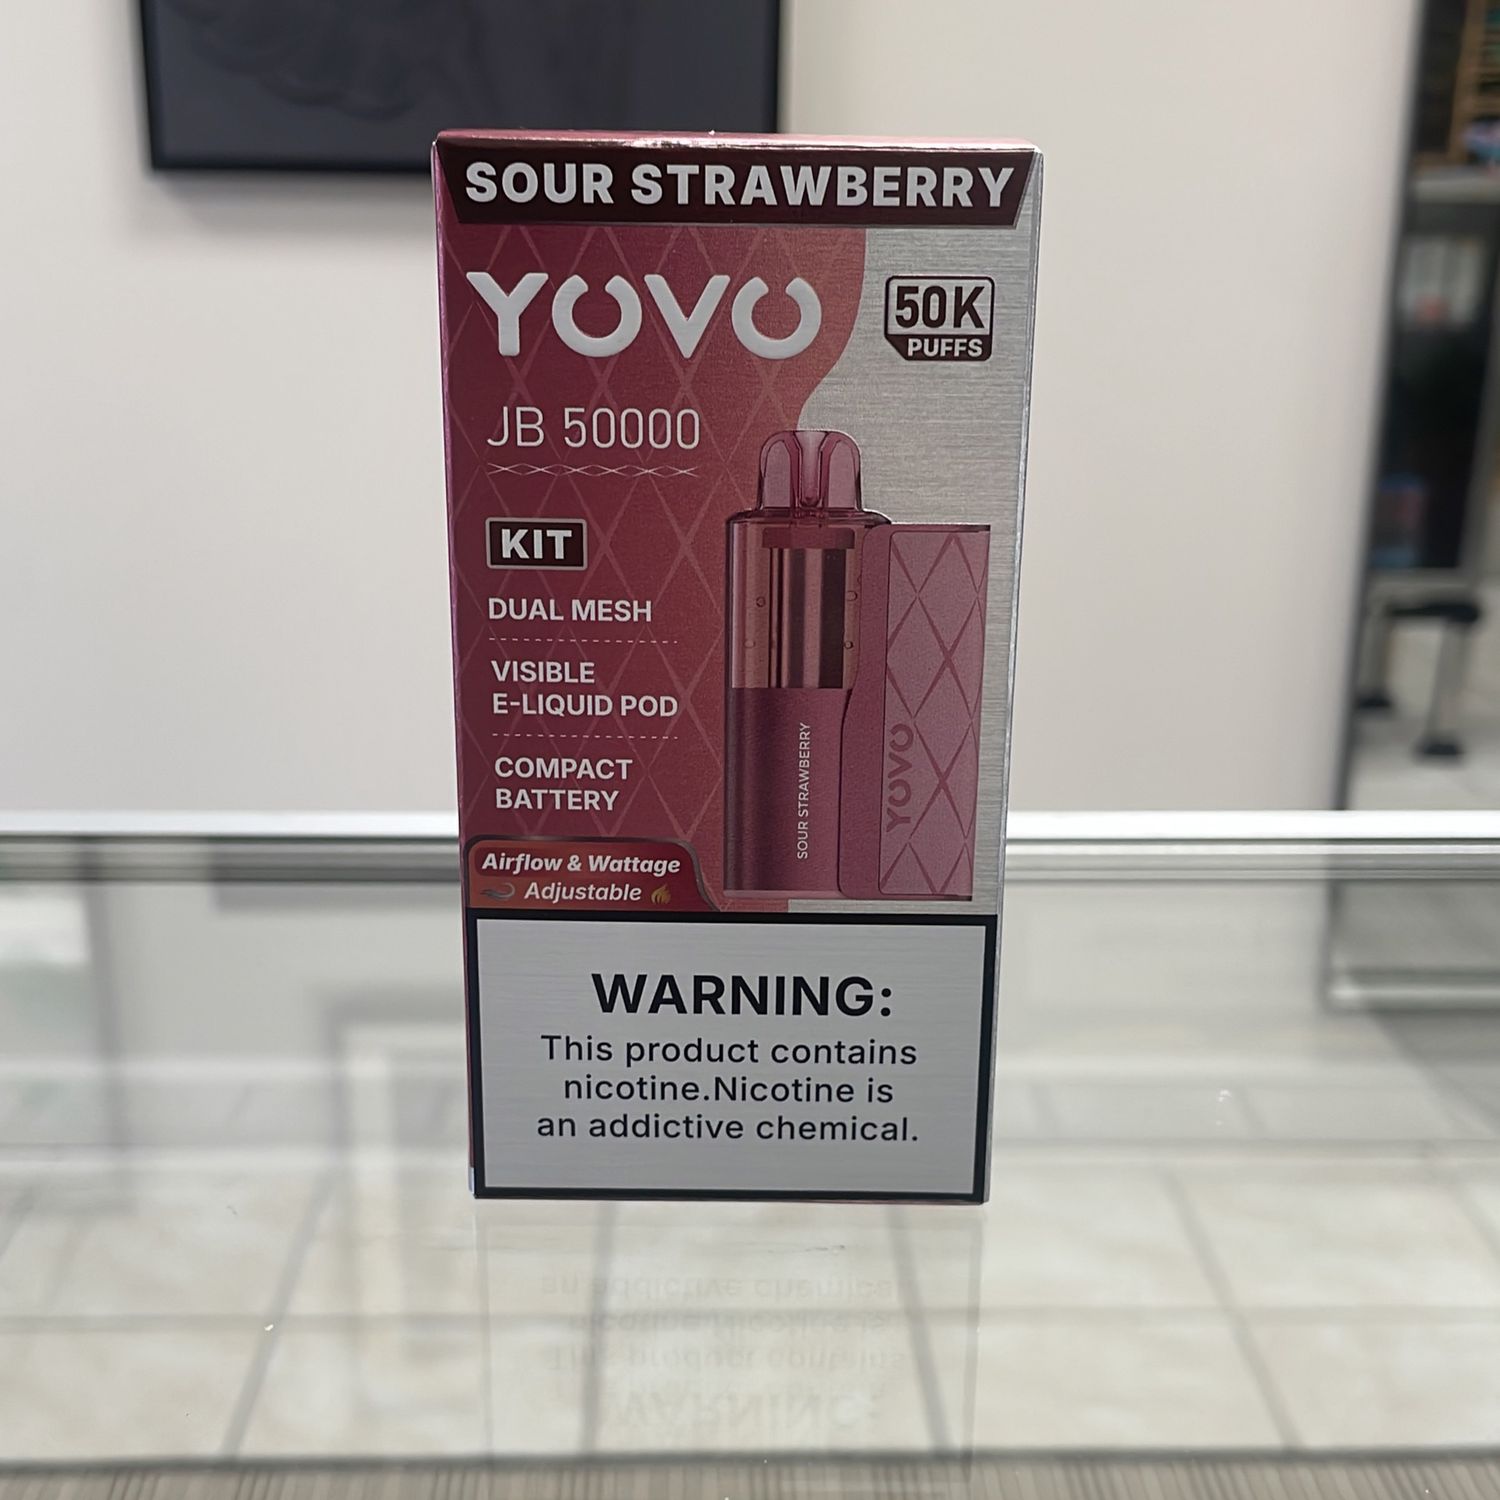 SOUR STRAWBERRY
YOVO
50K
PUFFS
JB 50000
KIT
DUAL MESH
VISIBLE
E-LIQUID POD
COMPACT
BATTERY
Airflow & Wattage
Adjustable
SOUR STRAWBERRY
YOVO
WARNING:
This product contains
nicotine.Nicotine is
an addictive chemical.